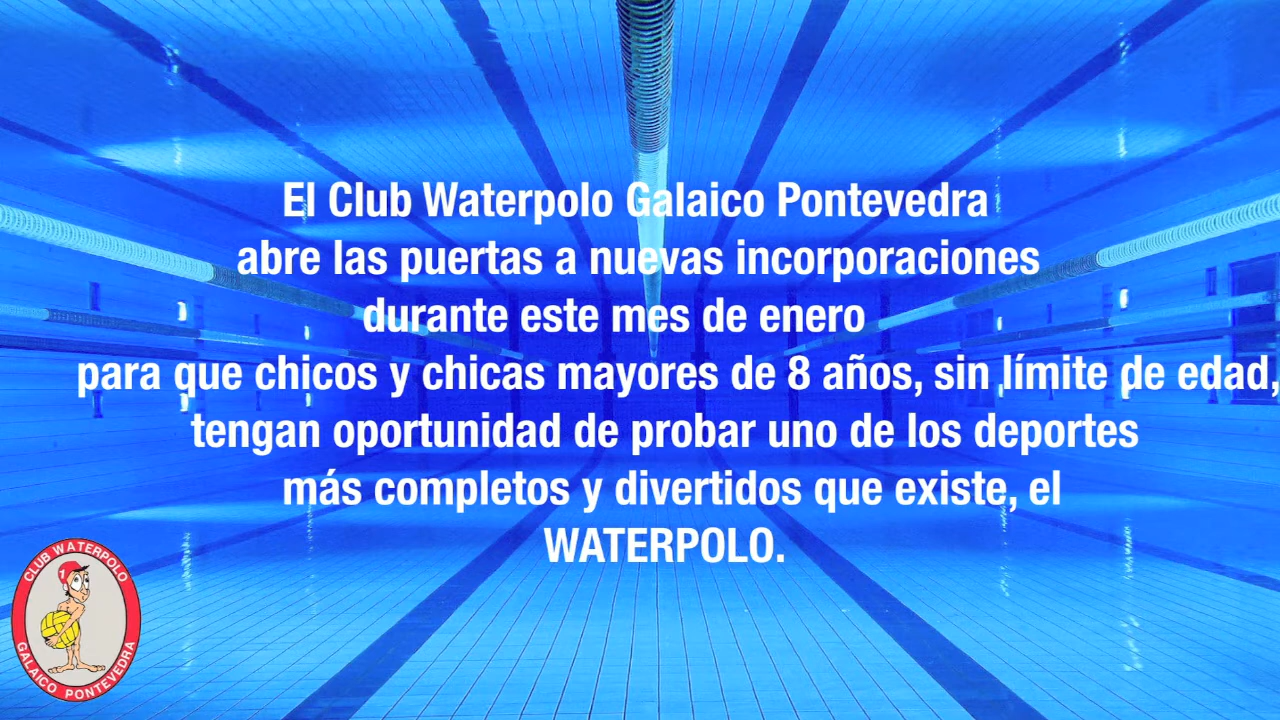 El Club Waterpolo Galaico Pontevedra
abre las puertas a nuevas incorporaciones
durante este mes de enero
para que chicos y chicas mayores de 8 años, sin límite de edad,
tengan oportunidad de probar uno de los deportes
más completos y divertidos que existe, el
WATERPOLO.
CLUB WATERPOLO
1
GALAICO PONTEVEDRA